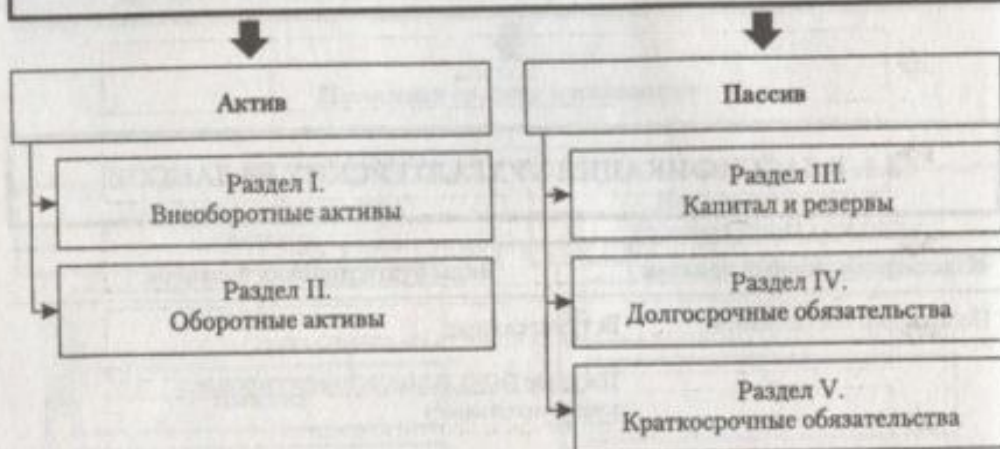 Актив
Раздел I.
Внеоборотные активы
Раздел II.
Оборотные активы
Пассив
Раздел III.
Капитал и резервы
Раздел IV.
Долгосрочные обязательства
Раздел V.
Краткосрочные обязательства